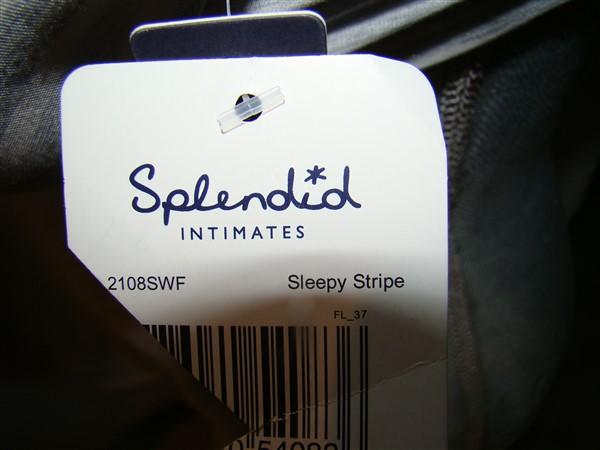 Splendid
INTIMATES
2108SWF Sleepy Stripe
FL_37